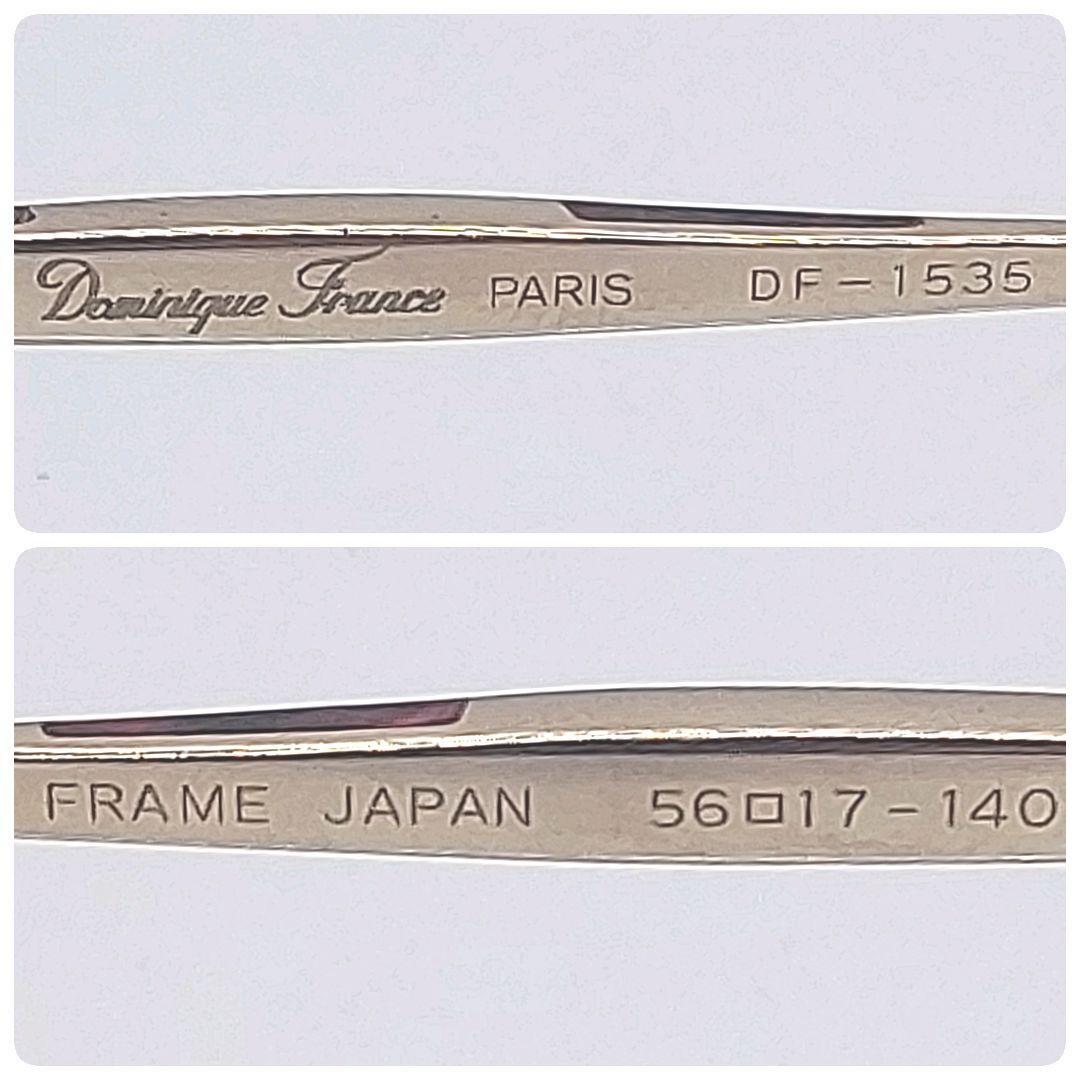 Dominique France PARIS DF-1535
FRAME JAPAN 56□17-140